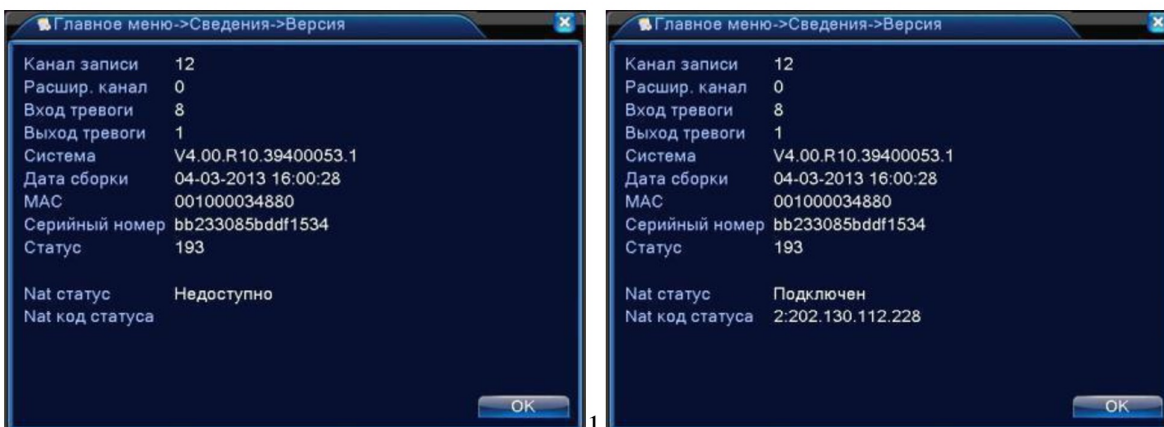 Главное меню->Сведения->Версия
Канал записи 12
Расшир. канал 0
Вход тревоги 8
Выход тревоги 1
Система V4.00.R10.39400053.1
Дата сборки 04-03-2013 16:00:28
MAC 001000034880
Серийный номер bb233085bddf1534
Статус 193
Nat статус Недоступно
Nat код статуса
OK
1
Главное меню->Сведения->Версия
Канал записи 12
Расшир. канал 0
Вход тревоги 8
Выход тревоги 1
Система V4.00.R10.39400053.1
Дата сборки 04-03-2013 16:00:28
MAC 001000034880
Серийный номер bb233085bddf1534
Статус 193
Nat статус Подключен
Nat код статуса 2:202.130.112.228
OK